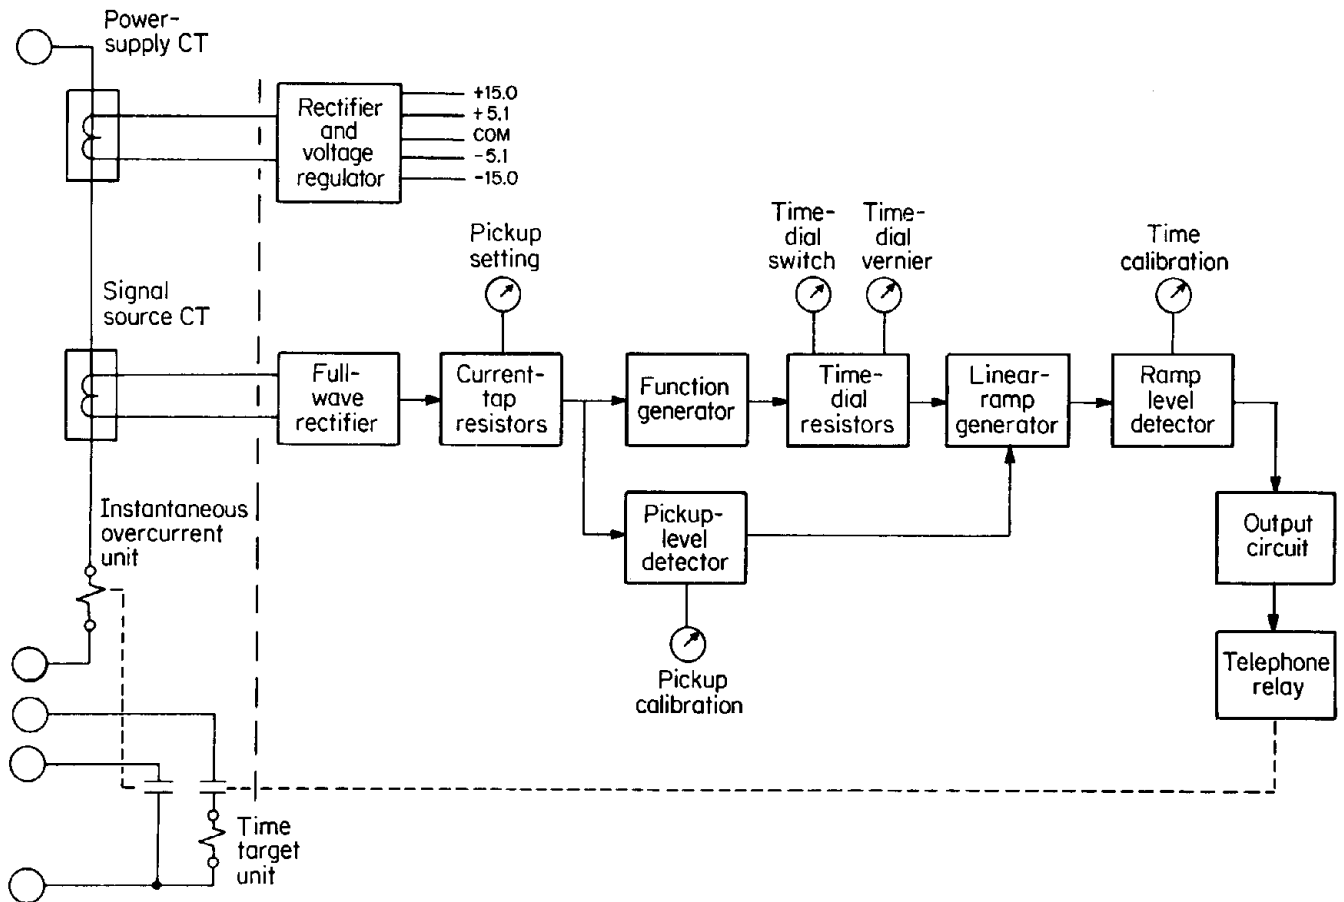 Power-
supply CT
Rectifier
and
voltage
regulator
+15.0
+5.1
COM
-5.1
-15.0
Signal
source CT
Pickup
setting
Time-
dial
switch
Time-
dial
vernier
Time
calibration
Full-
wave
rectifier
Current-
tap
resistors
Function
generator
Time-
dial
resistors
Linear-
ramp
generator
Ramp
level
detector
Instantaneous
overcurrent
unit
Pickup-
level
detector
Output
circuit
Pickup
calibration
Telephone
relay
Time
target
unit